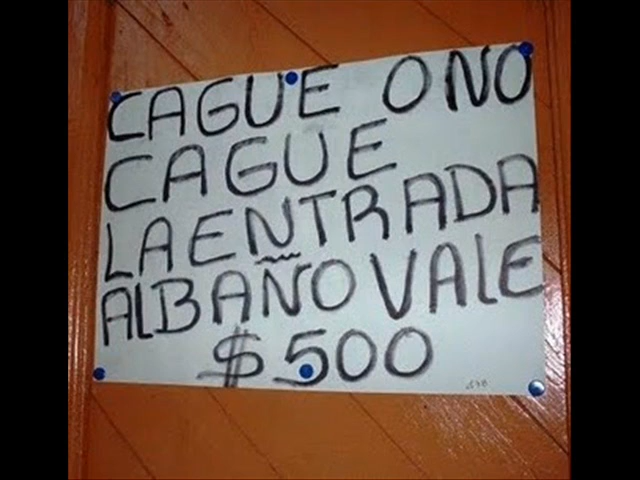 CAGUE O NO
CAGUE
LA ENTRADA
AL BAÑO VALE
$500